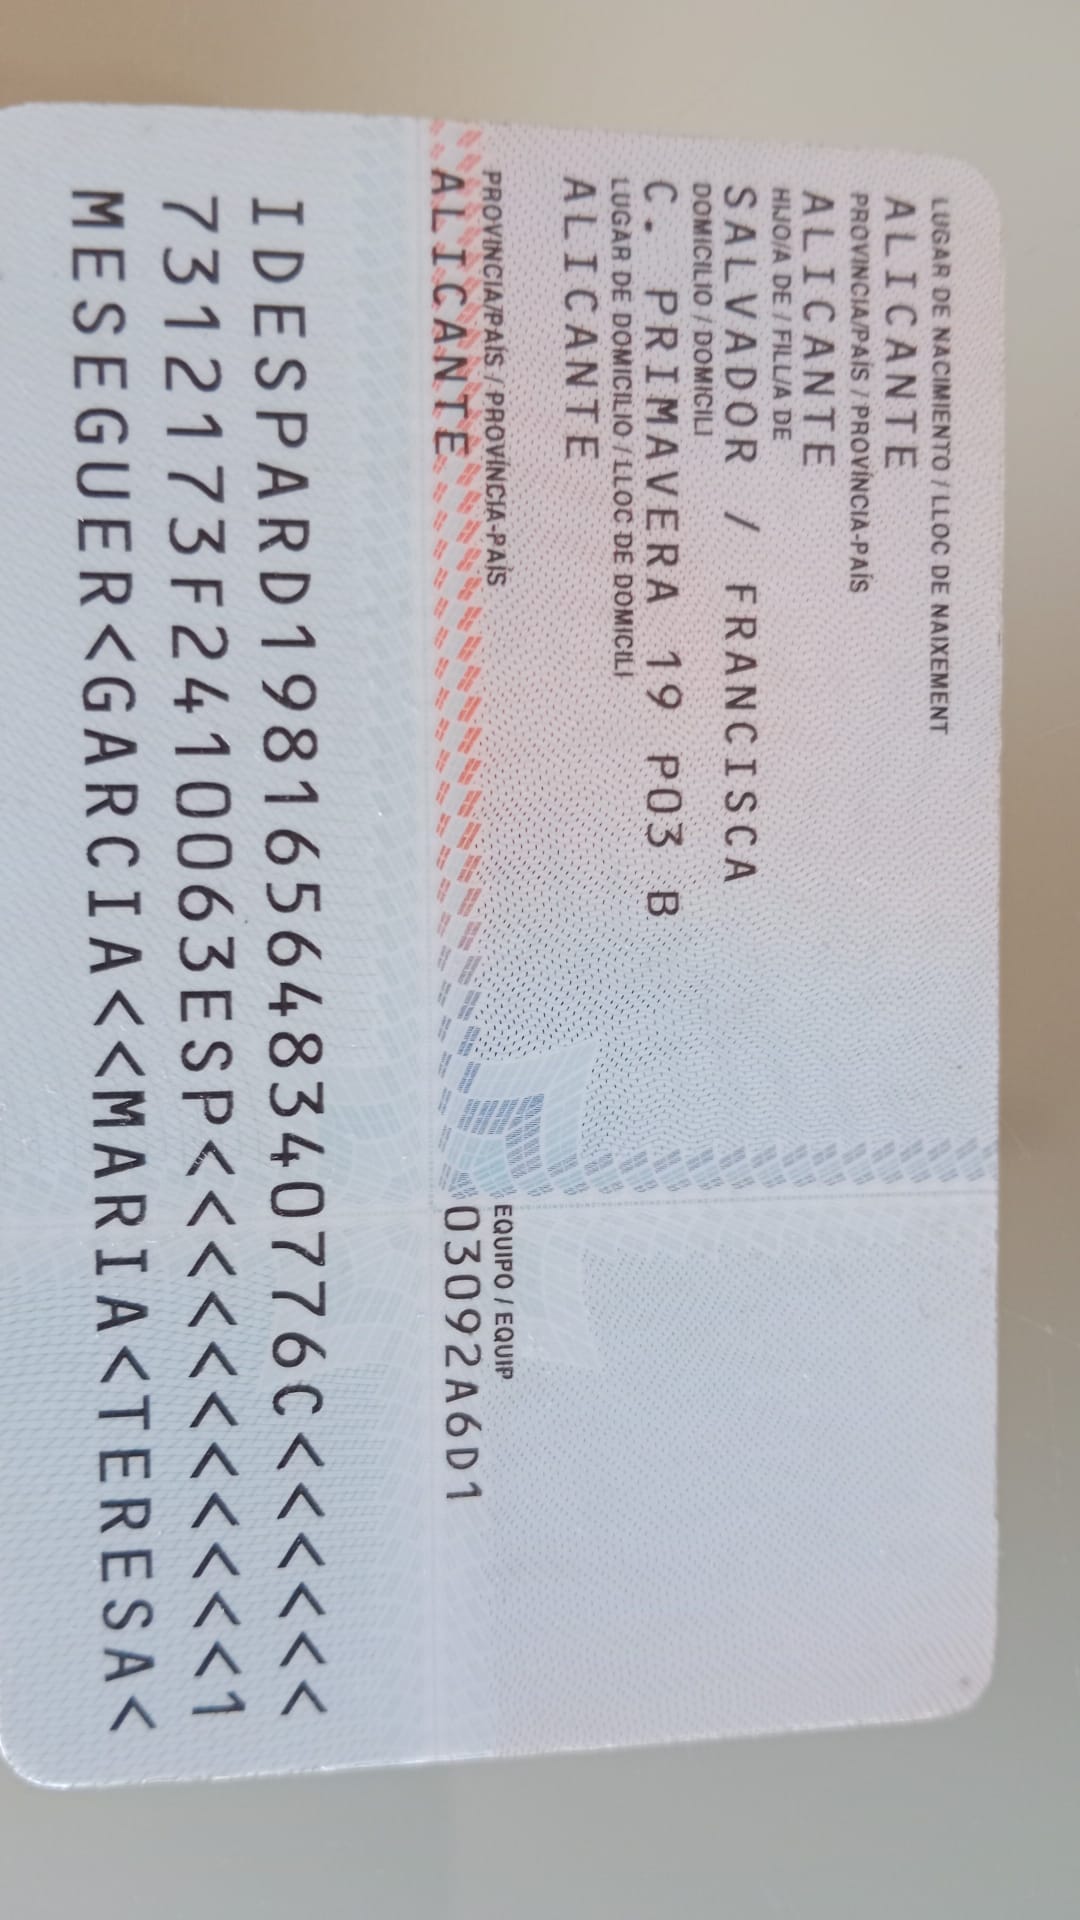 LUGAR DE NACIMIENTO / LLOC DE NAIXEMENT
ALICANTE
PROVINCIA/PAÍS / PROVÍNCIA-PAÍS
ALICANTE
HIJO/A DE / FILL/A DE
SALVADOR / FRANCISCA
DOMICILIO / DOMICILI
C. PRIMAVERA 19 P03 B
LUGAR DE DOMICILIO / LLOC DE DOMICILI
ALICANTE
PROVINCIA/PAÍS / PROVÍNCIA-PAÍS
ALICANTE
EQUIPO / EQUIP
03092A6D1
IDESPARD198165648340776C<<<<<<
7312173F2410063ESP<<<<<<<<<<<1
MESEGUER<GARCIA<<MARIA<TERESA<